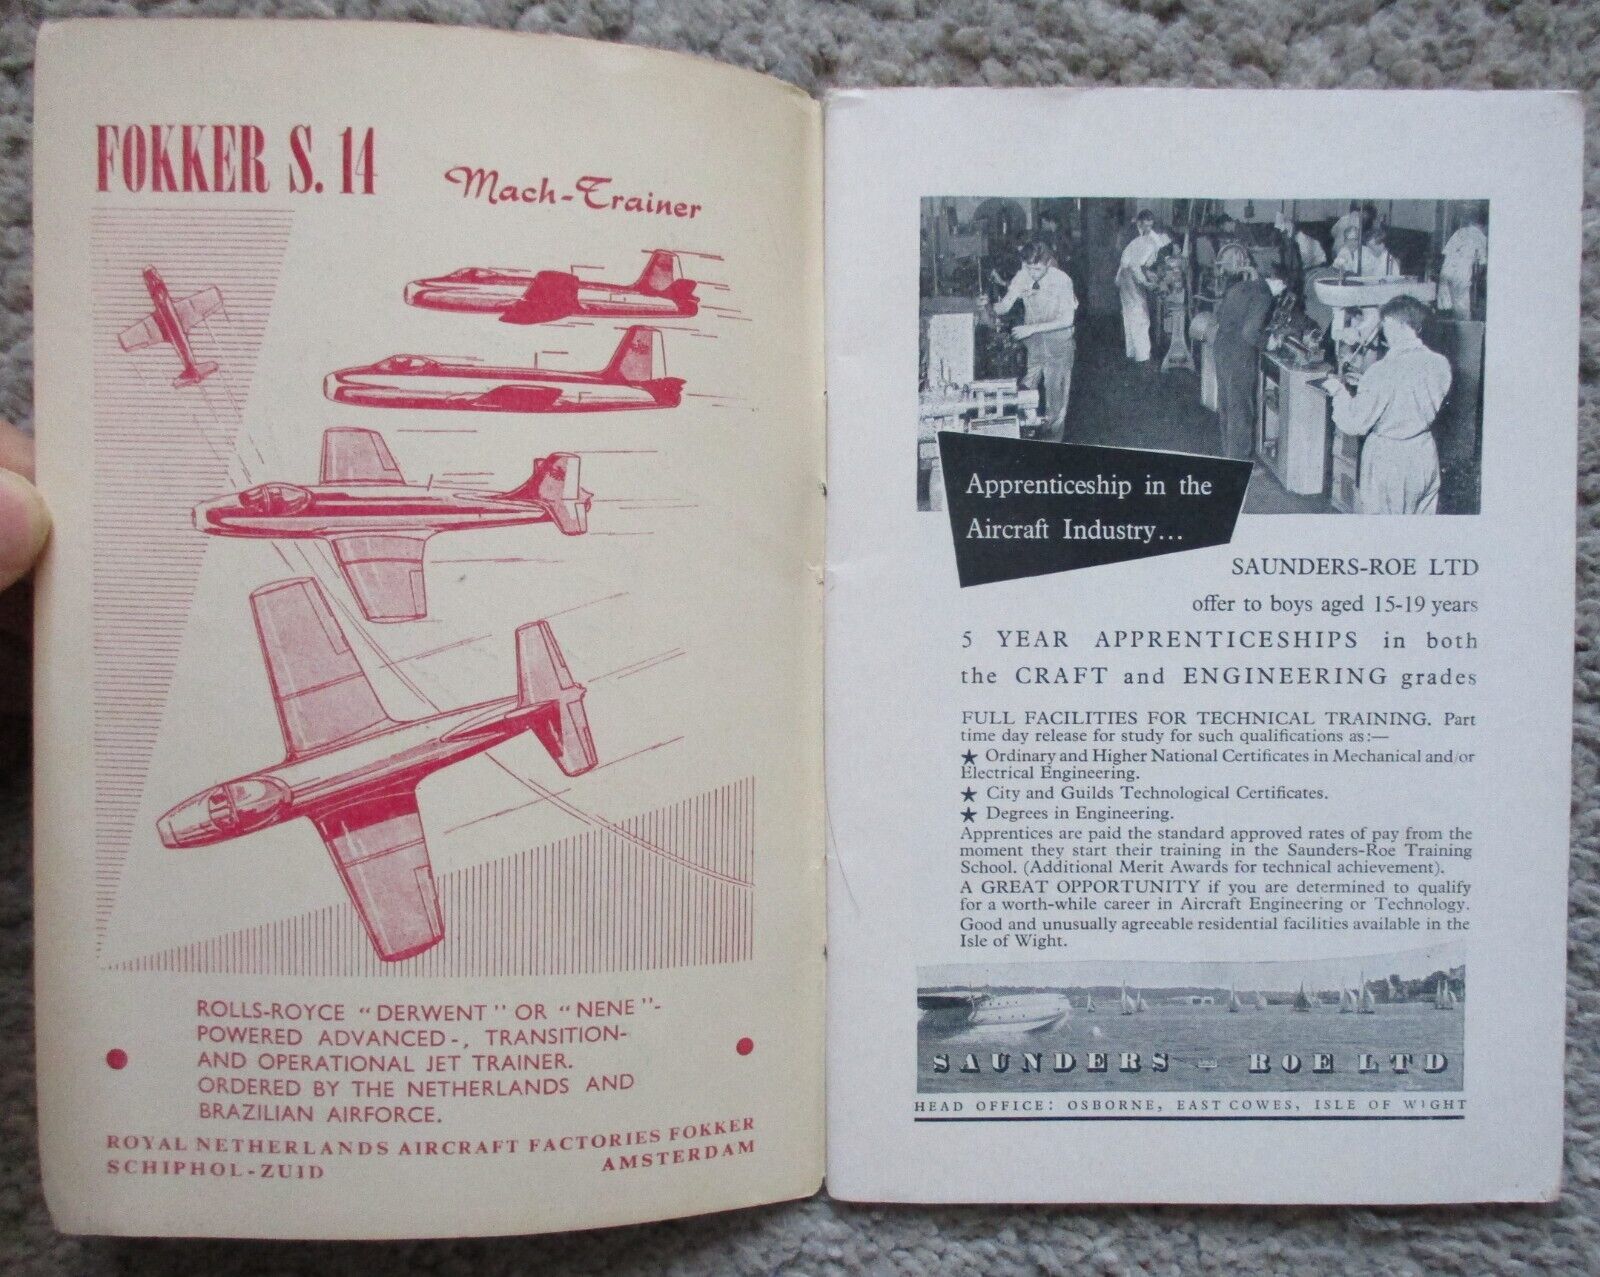 FOKKER S. 14
Mach-Trainer
ROLLS-ROYCE "DERWENT" OR "NENE"-
POWERED ADVANCED-, TRANSITION-
AND OPERATIONAL JET TRAINER.
ORDERED BY THE NETHERLANDS AND
BRAZILIAN AIRFORCE.
ROYAL NETHERLANDS AIRCRAFT FACTORIES FOKKER
SCHIPHOL-ZUID AMSTERDAM
Apprenticeship in the
Aircraft Industry...
SAUNDERS-ROE LTD
offer to boys aged 15-19 years
5 YEAR APPRENTICESHIPS in both
the CRAFT and ENGINEERING grades
FULL FACILITIES FOR TECHNICAL TRAINING. Part
time day release for study for such qualifications as:—
★ Ordinary and Higher National Certificates in Mechanical and/or
Electrical Engineering.
★ City and Guilds Technological Certificates.
★ Degrees in Engineering.
Apprentices are paid the standard approved rates of pay from the
moment they start their training in the Saunders-Roe Training
School. (Additional Merit Awards for technical achievement).
A GREAT OPPORTUNITY if you are determined to qualify
for a worth-while career in Aircraft Engineering or Technology.
Good and unusually agreeable residential facilities available in the
Isle of Wight.
SAUNDERS - ROE LTD
HEAD OFFICE: OSBORNE, EAST COWES, ISLE OF WIGHT